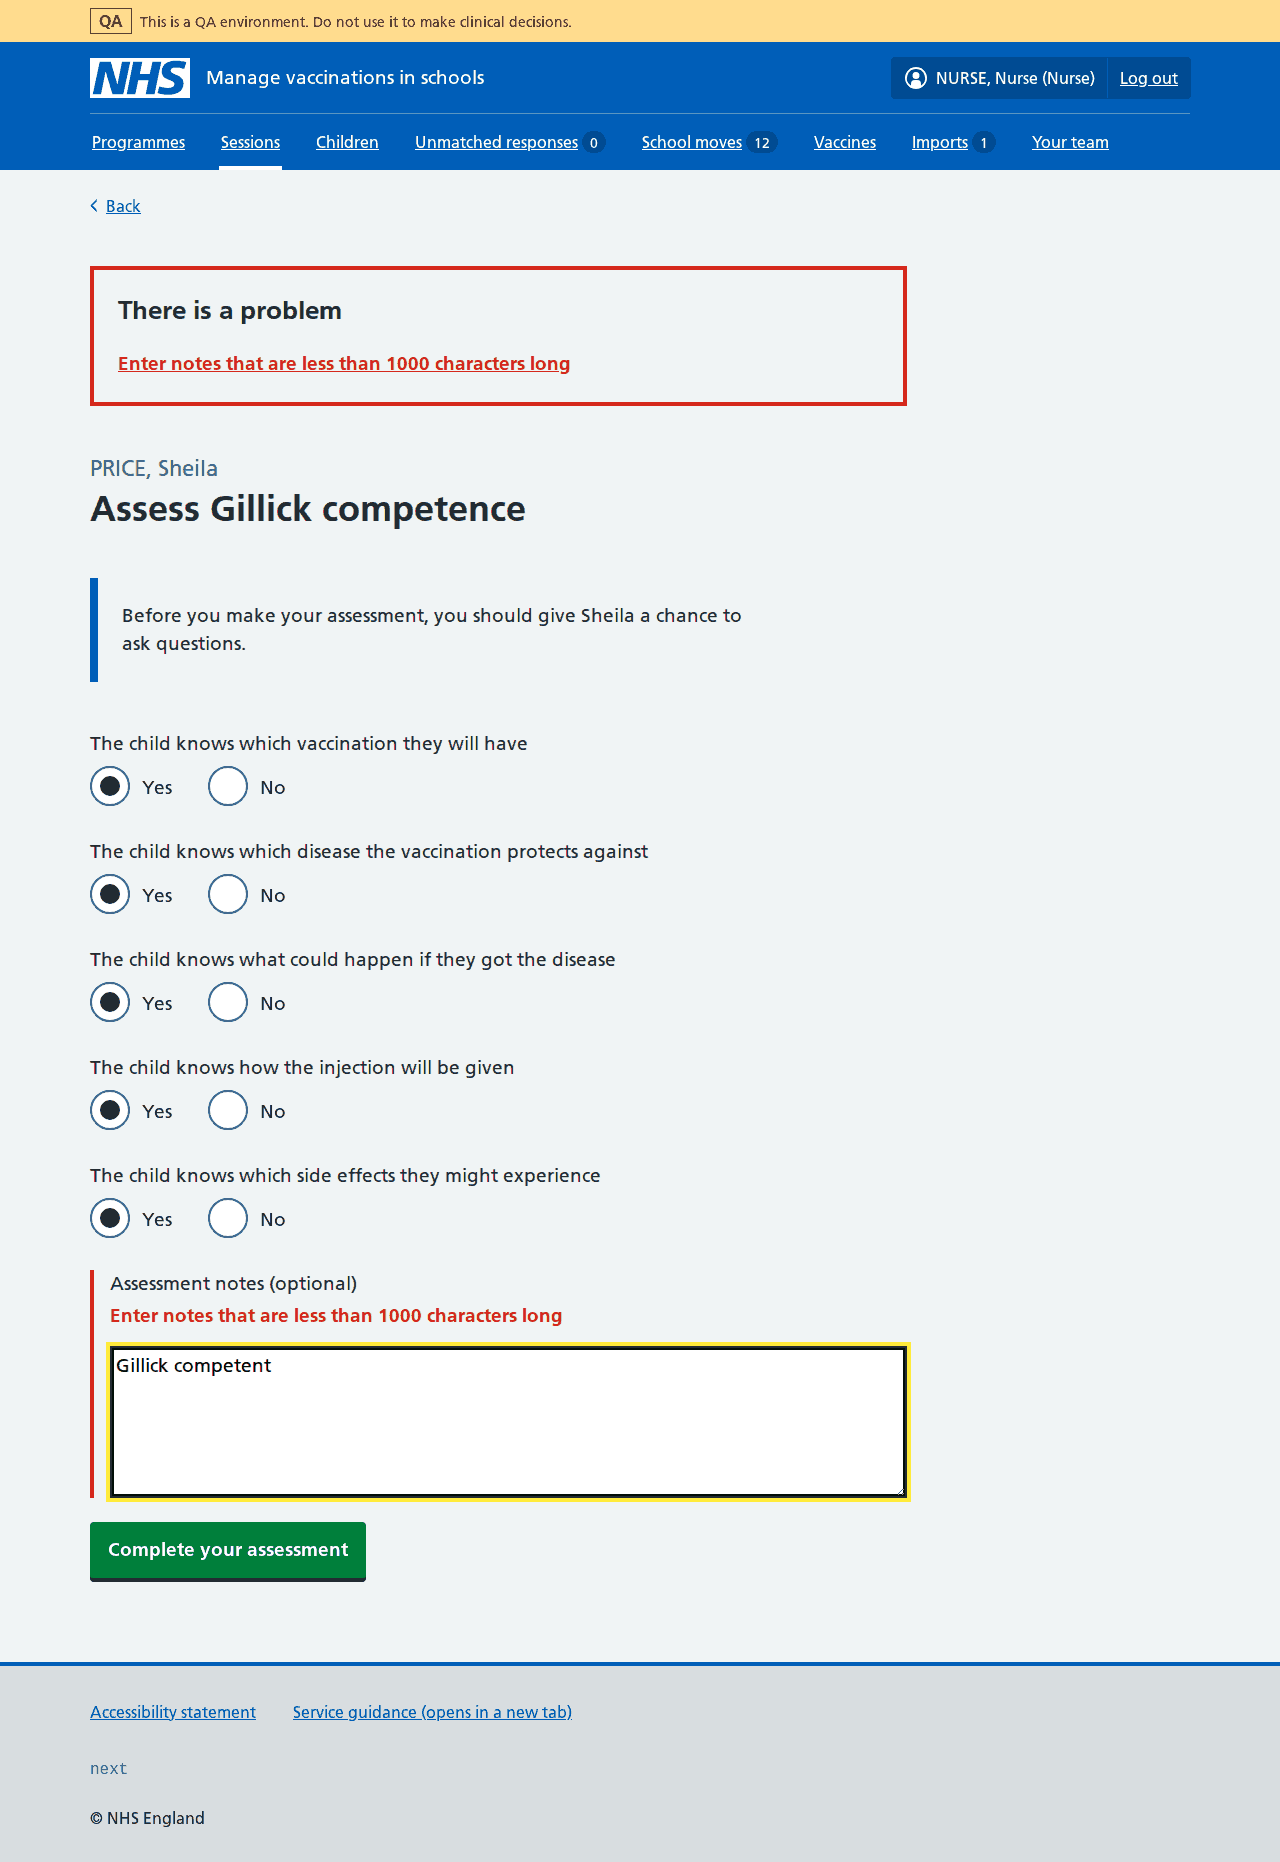 QA This is a QA environment. Do not use it to make clinical decisions.
NHS Manage vaccinations in schools NURSE, Nurse (Nurse) Log out
Programmes Sessions Children Unmatched responses 0 School moves 12 Vaccines Imports 1 Your team
Back
There is a problem
Enter notes that are less than 1000 characters long
PRICE, Sheila
Assess Gillick competence
Before you make your assessment, you should give Sheila a chance to
ask questions.
The child knows which vaccination they will have
Yes No
The child knows which disease the vaccination protects against
Yes No
The child knows what could happen if they got the disease
Yes No
The child knows how the injection will be given
Yes No
The child knows which side effects they might experience
Yes No
Assessment notes (optional)
Enter notes that are less than 1000 characters long
Gillick competent
Complete your assessment
Accessibility statement Service guidance (opens in a new tab)
next
© NHS England